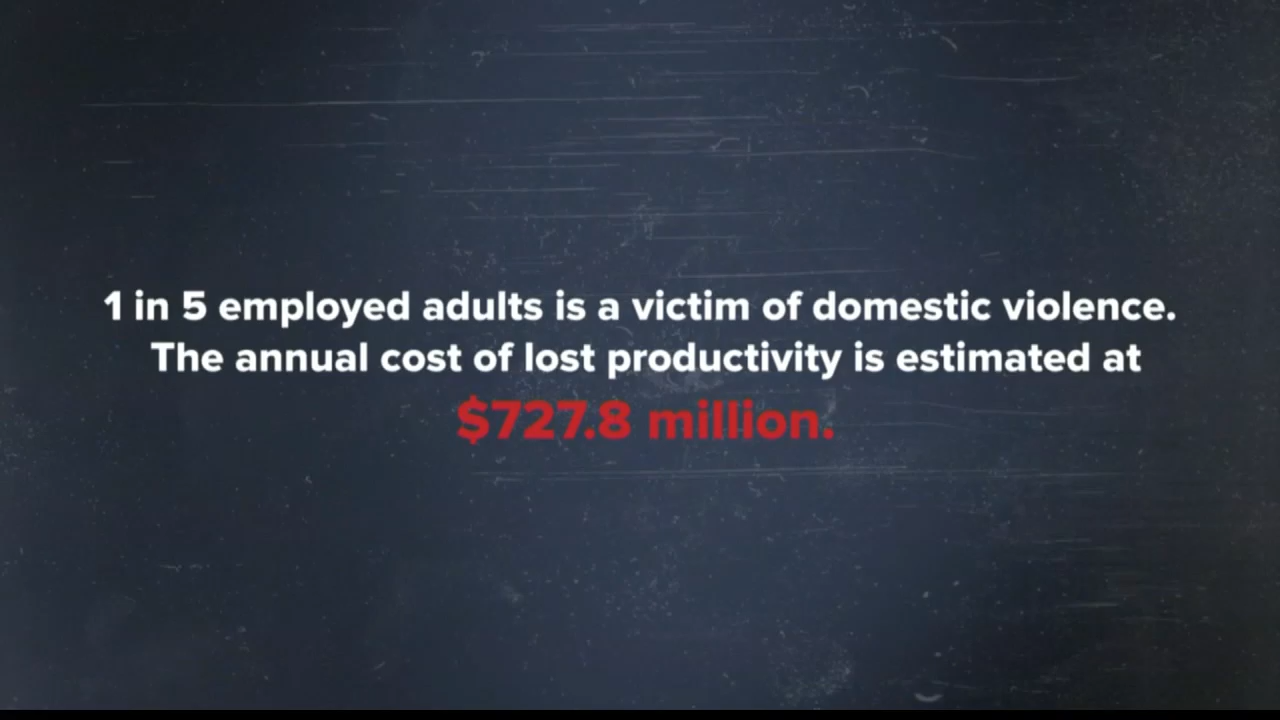 1 in 5 employed adults is a victim of domestic violence.
The annual cost of lost productivity is estimated at
$727.8 million.